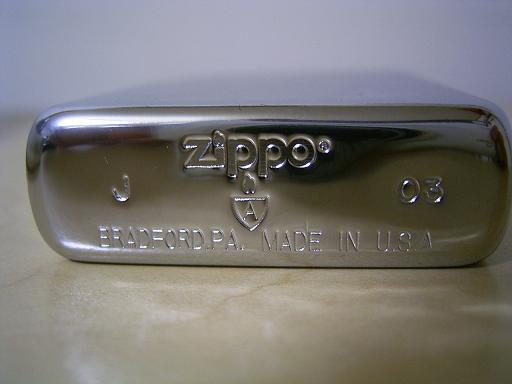 Zippo®
J 03
A
BRADFORD.PA. MADE IN U.S.A